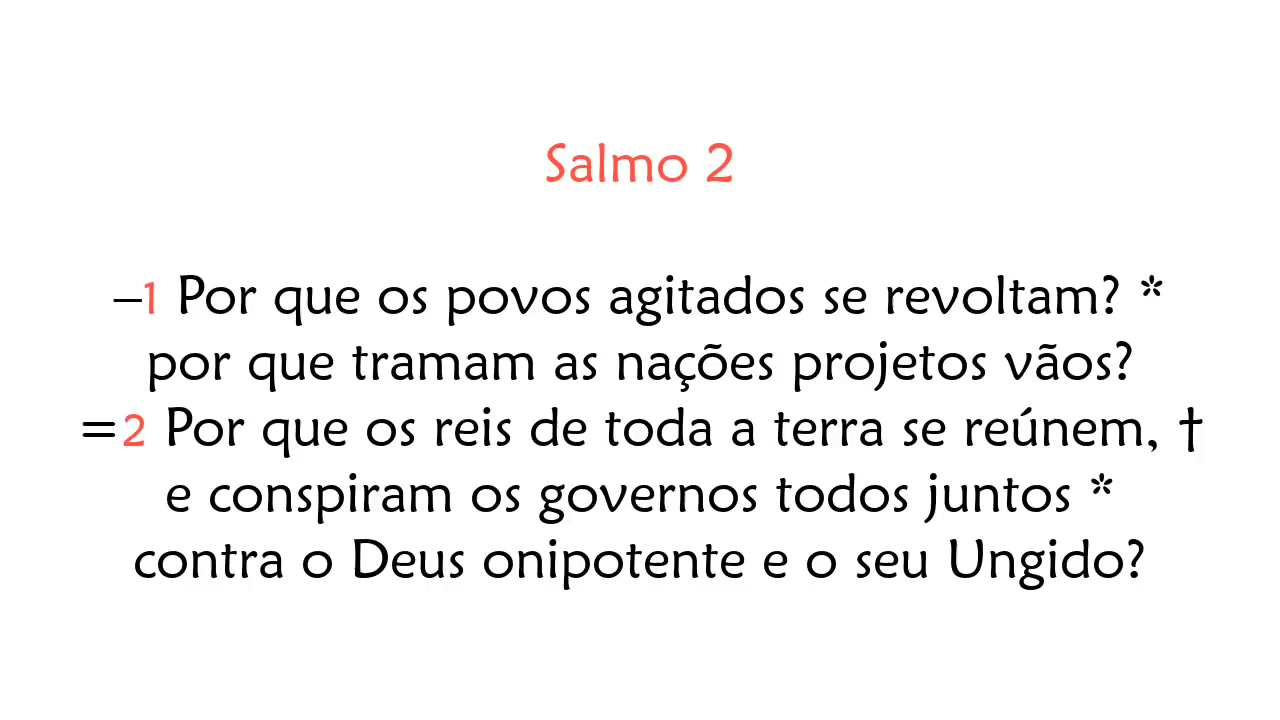 Salmo 2
–1 Por que os povos agitados se revoltam? *
por que tramam as nações projetos vãos?
=2 Por que os reis de toda a terra se reúnem, †
e conspiram os governos todos juntos *
contra o Deus onipotente e o seu Ungido?